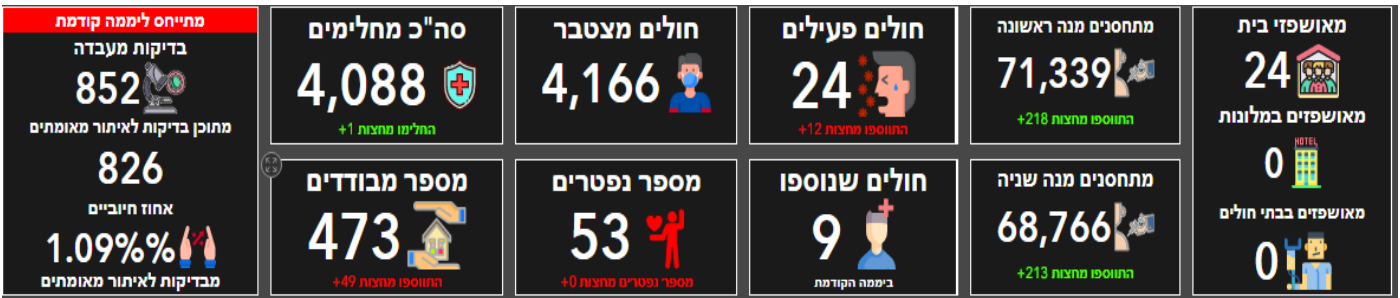 מאושפזי בית
24
מאושפזים במלונות
HOTEL
0
מאושפזים בבתי חולים
0
מתחסנים מנה ראשונה
71,339
התווספו מחצות 218+
מתחסנים מנה שניה
68,766
התווספו מחצות 213+
חולים פעילים
24
התווספו מחצות 12+
חולים שנוספו
9
ביממה הקודמת
חולים מצטבר
4,166
מספר נפטרים
53
מספר נפטרים מחצות 0+
סה"כ מחלימים
4,088
החלימו מחצות 1+
מספר מבודדים
473
התווספו מחצות 49+
מתייחס ליממה קודמת
בדיקות מעבדה
852
מתוכן בדיקות לאיתור מאומתים
826
אחוז חיוביים
1.09%%
מבדיקות לאיתור מאומתים